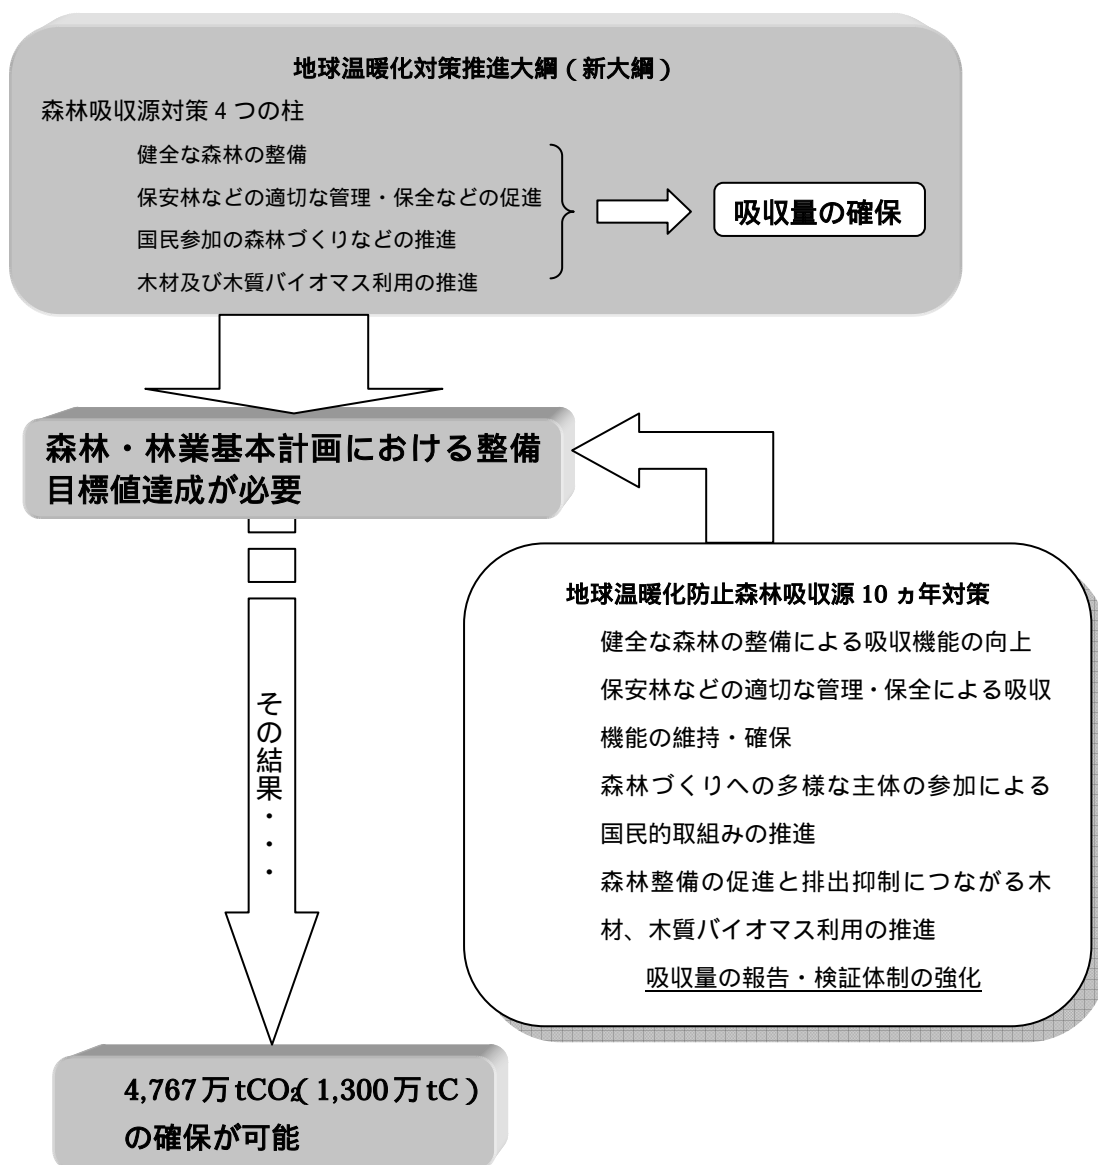 地球温暖化対策推進大綱（新大綱）
森林吸収源対策４つの柱
健全な森林の整備
保安林などの適切な管理・保全などの促進
国民参加の森林づくりなどの推進
木材及び木質バイオマス利用の推進
吸収量の確保
森林・林業基本計画における整備
目標値達成が必要
地球温暖化防止森林吸収源 10 ヵ年対策
健全な森林の整備による吸収機能の向上
保安林などの適切な管理・保全による吸収
機能の維持・確保
森林づくりへの多様な主体の参加による
国民的取組みの推進
森林整備の促進と排出抑制につながる木
材、木質バイオマス利用の推進
吸収量の報告・検証体制の強化
その結果・・・
4,767万tCO₂（1,300万tC）
の確保が可能